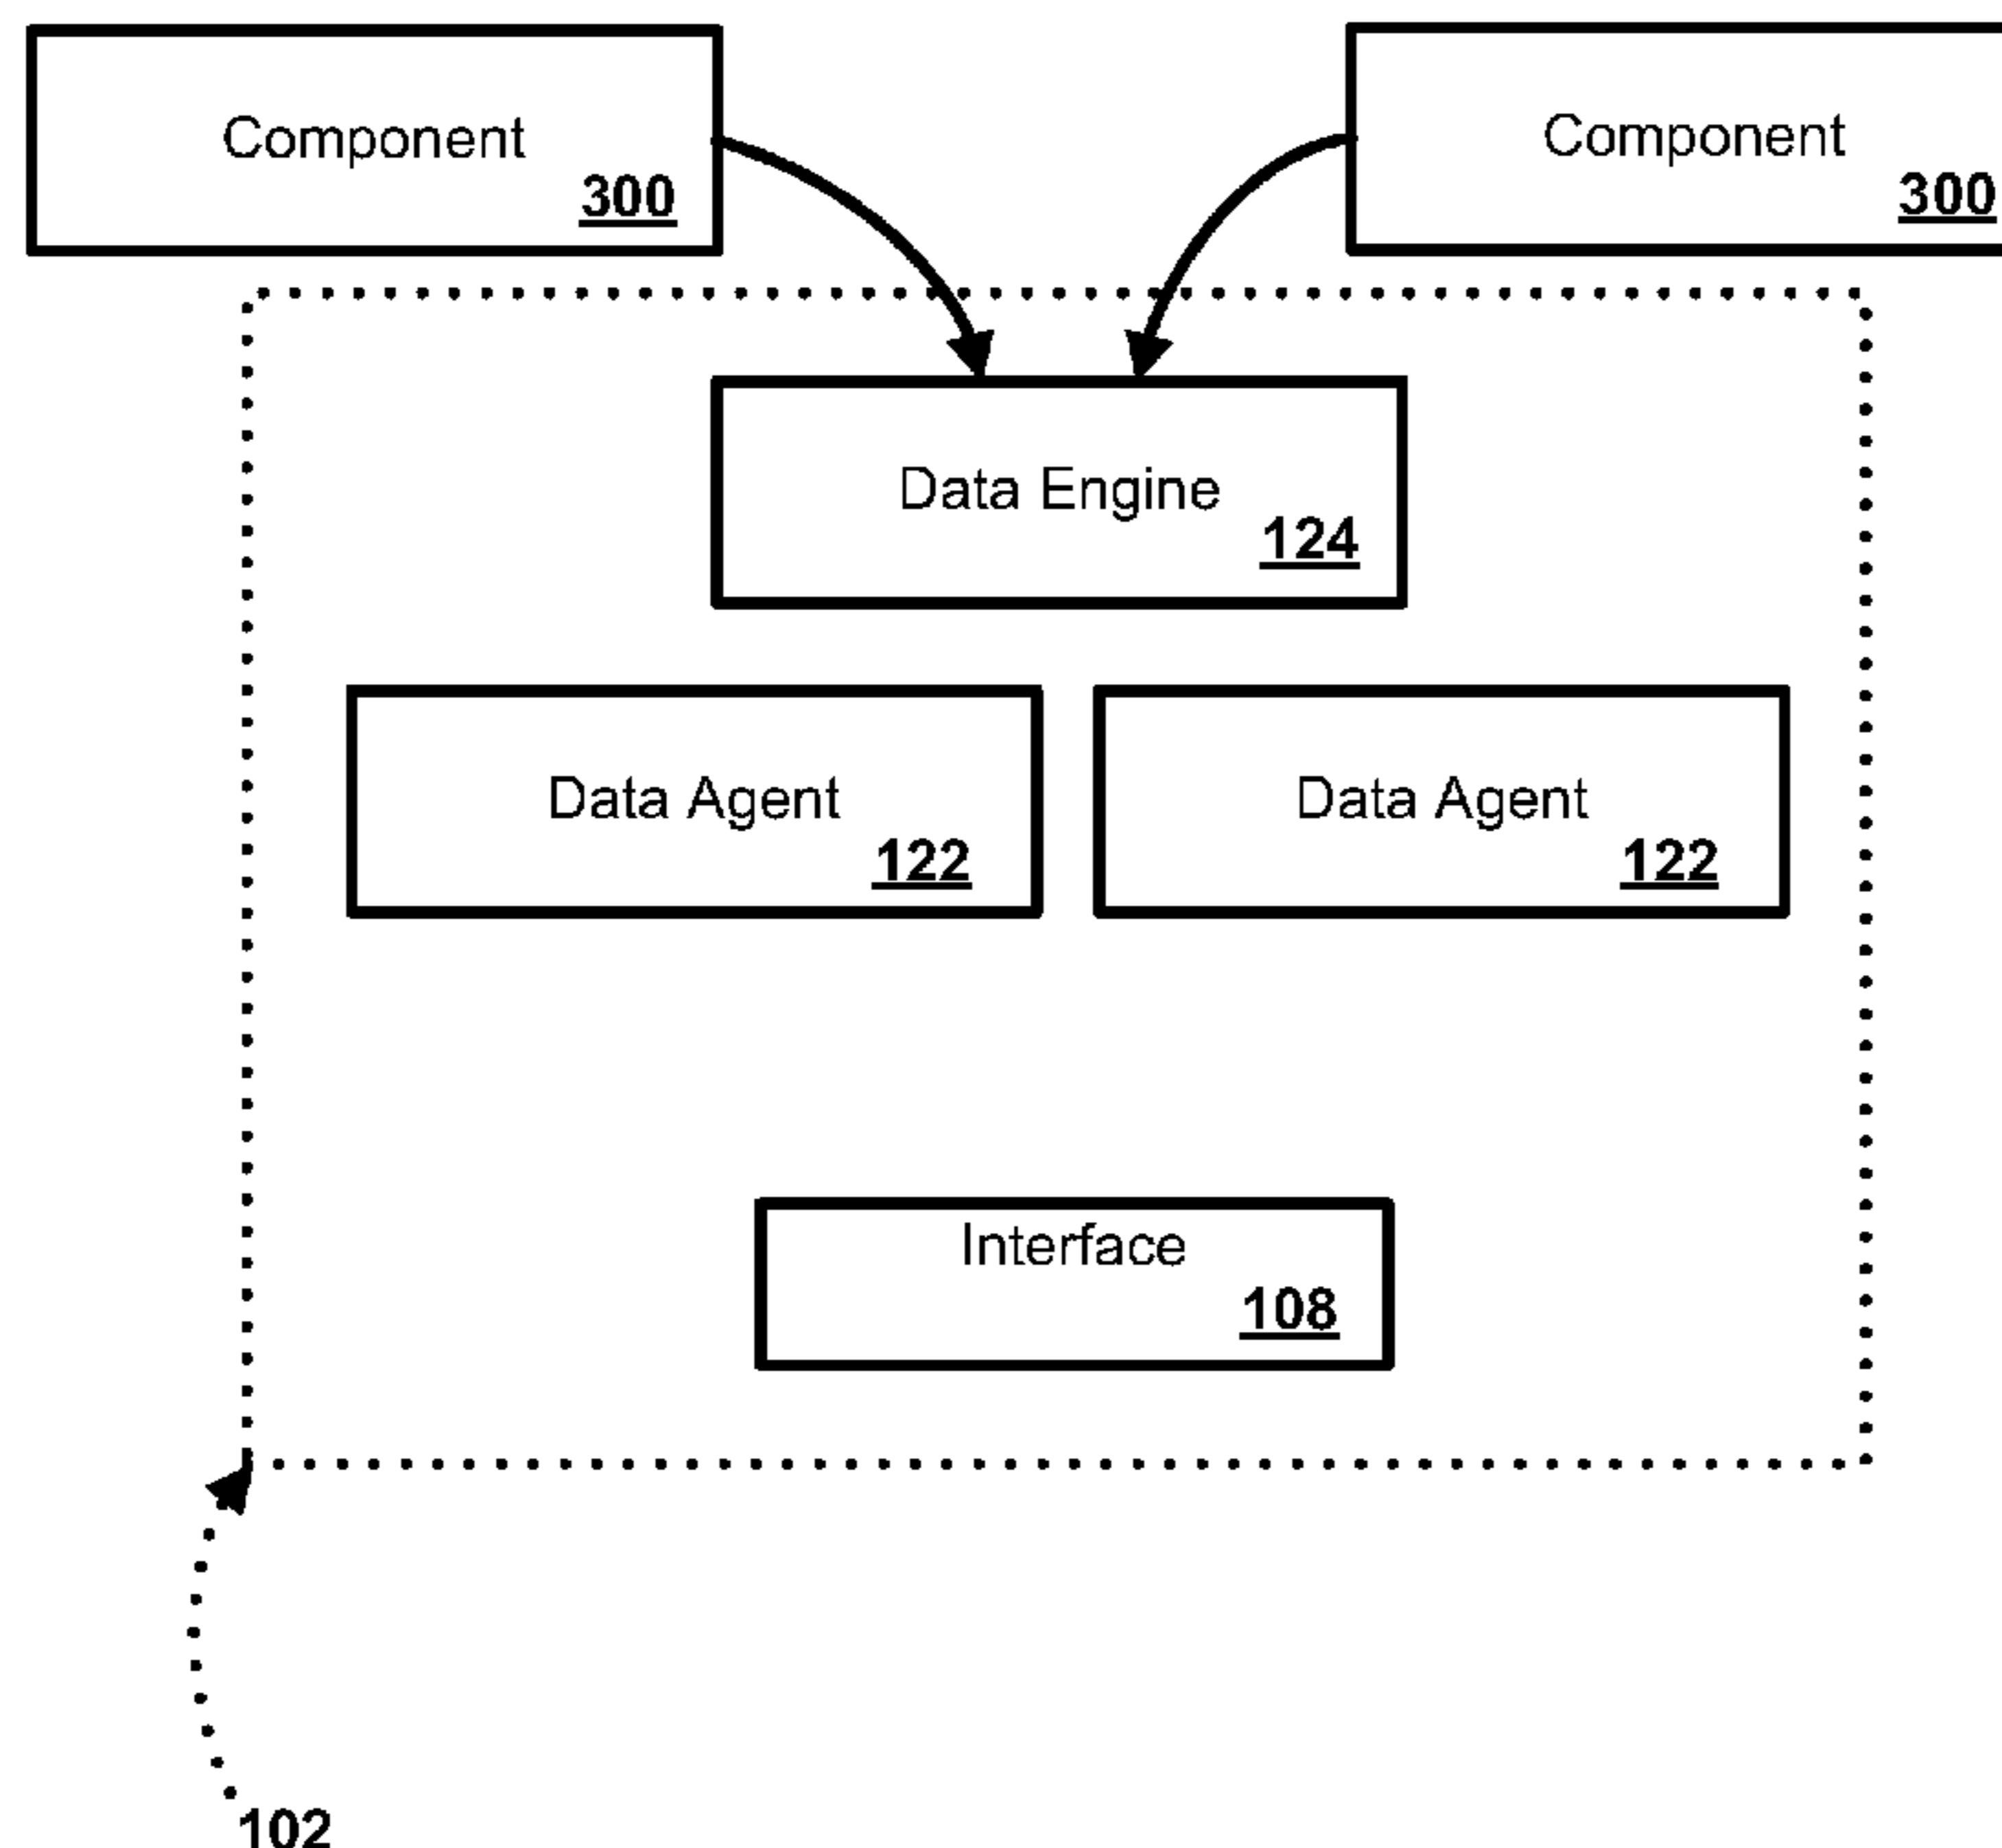 Component
300
Component
300
Data Engine
124
Data Agent
122
Data Agent
122
Interface
108
102